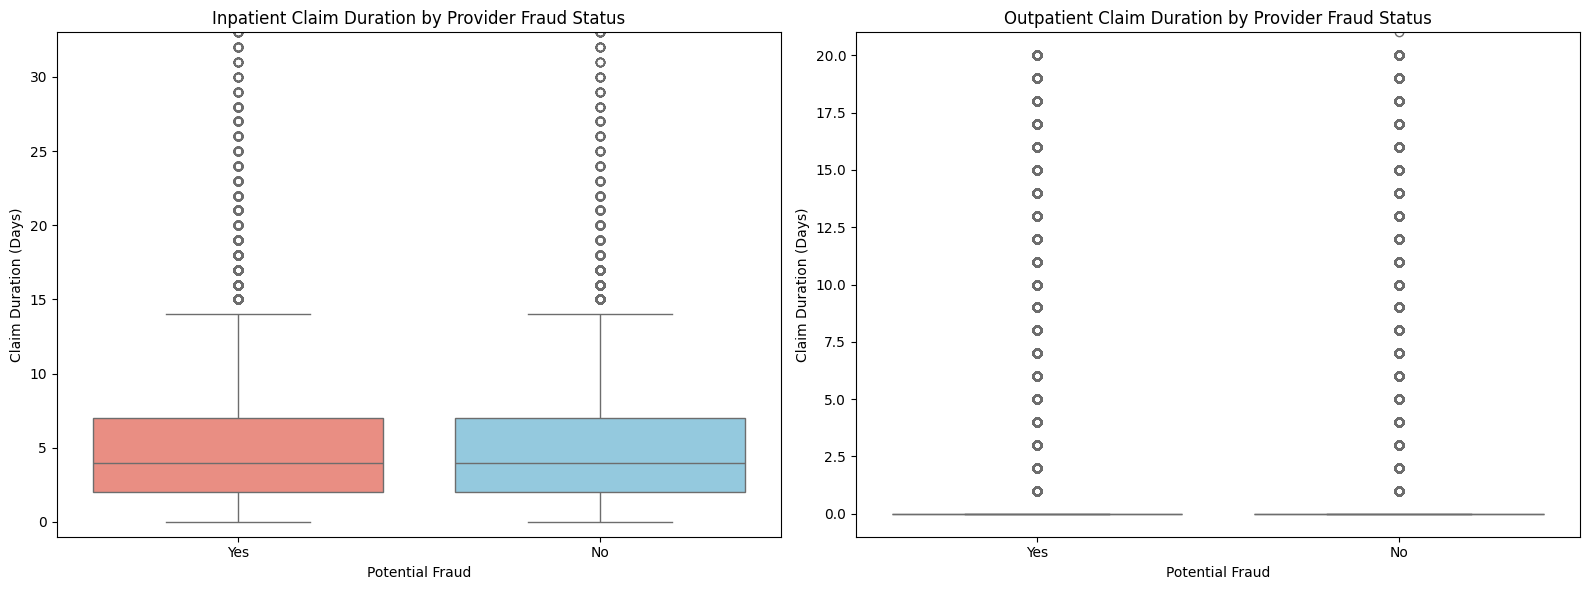 Inpatient Claim Duration by Provider Fraud Status
Claim Duration (Days)
30
25
20
15
10
5
0
Yes
No
Potential Fraud
Outpatient Claim Duration by Provider Fraud Status
Claim Duration (Days)
20.0
17.5
15.0
12.5
10.0
7.5
5.0
2.5
0.0
Yes
No
Potential Fraud